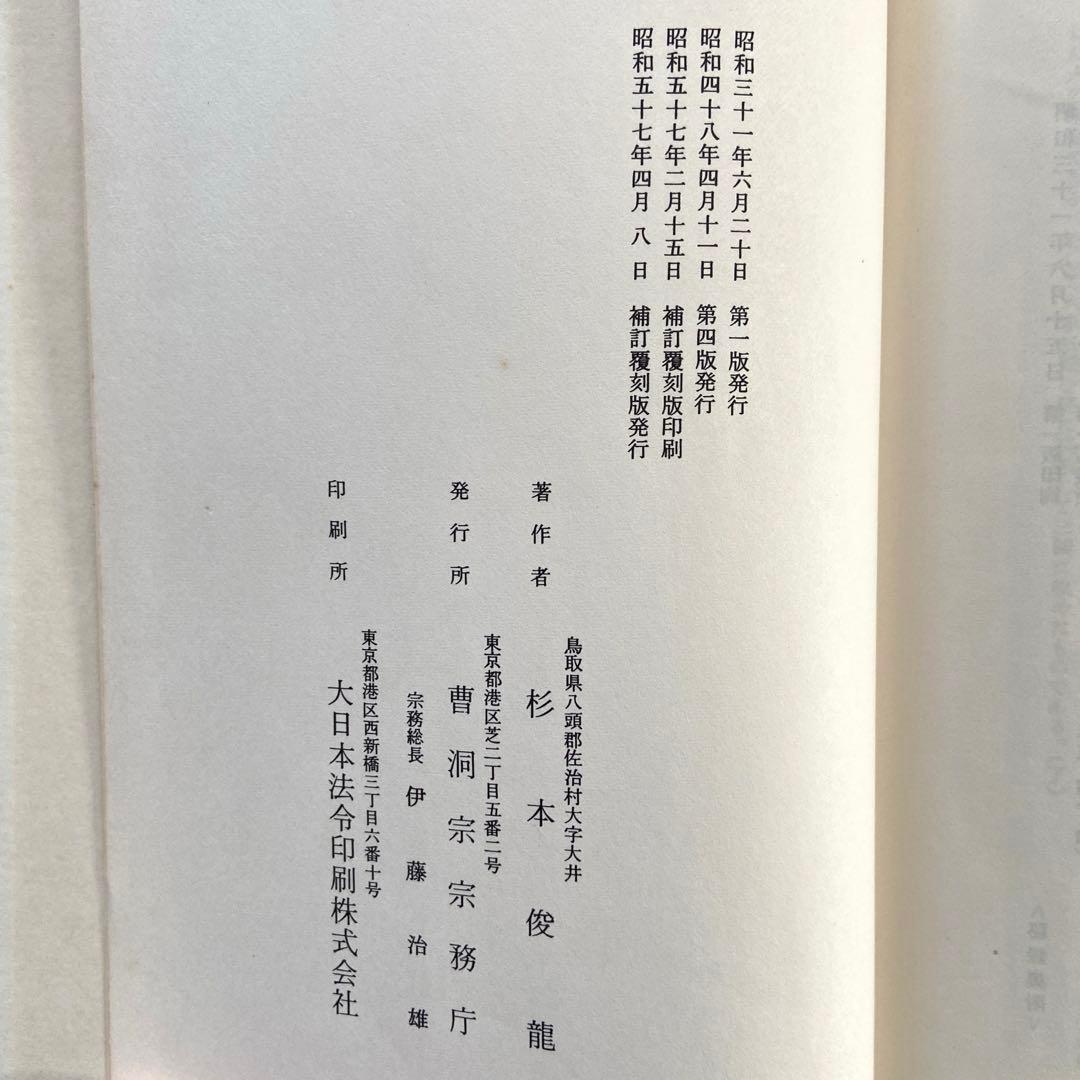 昭和三十一年六月二十日 第一版発行
昭和四十八年四月十一日 第四版発行
昭和五十七年二月十五日 補訂覆刻版印刷
昭和五十七年四月八日 補訂覆刻版発行
著作者
鳥取県八頭郡佐治村大字大井
杉本俊龍
発行所
東京都港区芝二丁目五番二号
曹洞宗宗務庁
宗務総長 伊藤治雄
印刷所
東京都港区西新橋三丁目六番十号
大日本法令印刷株式会社